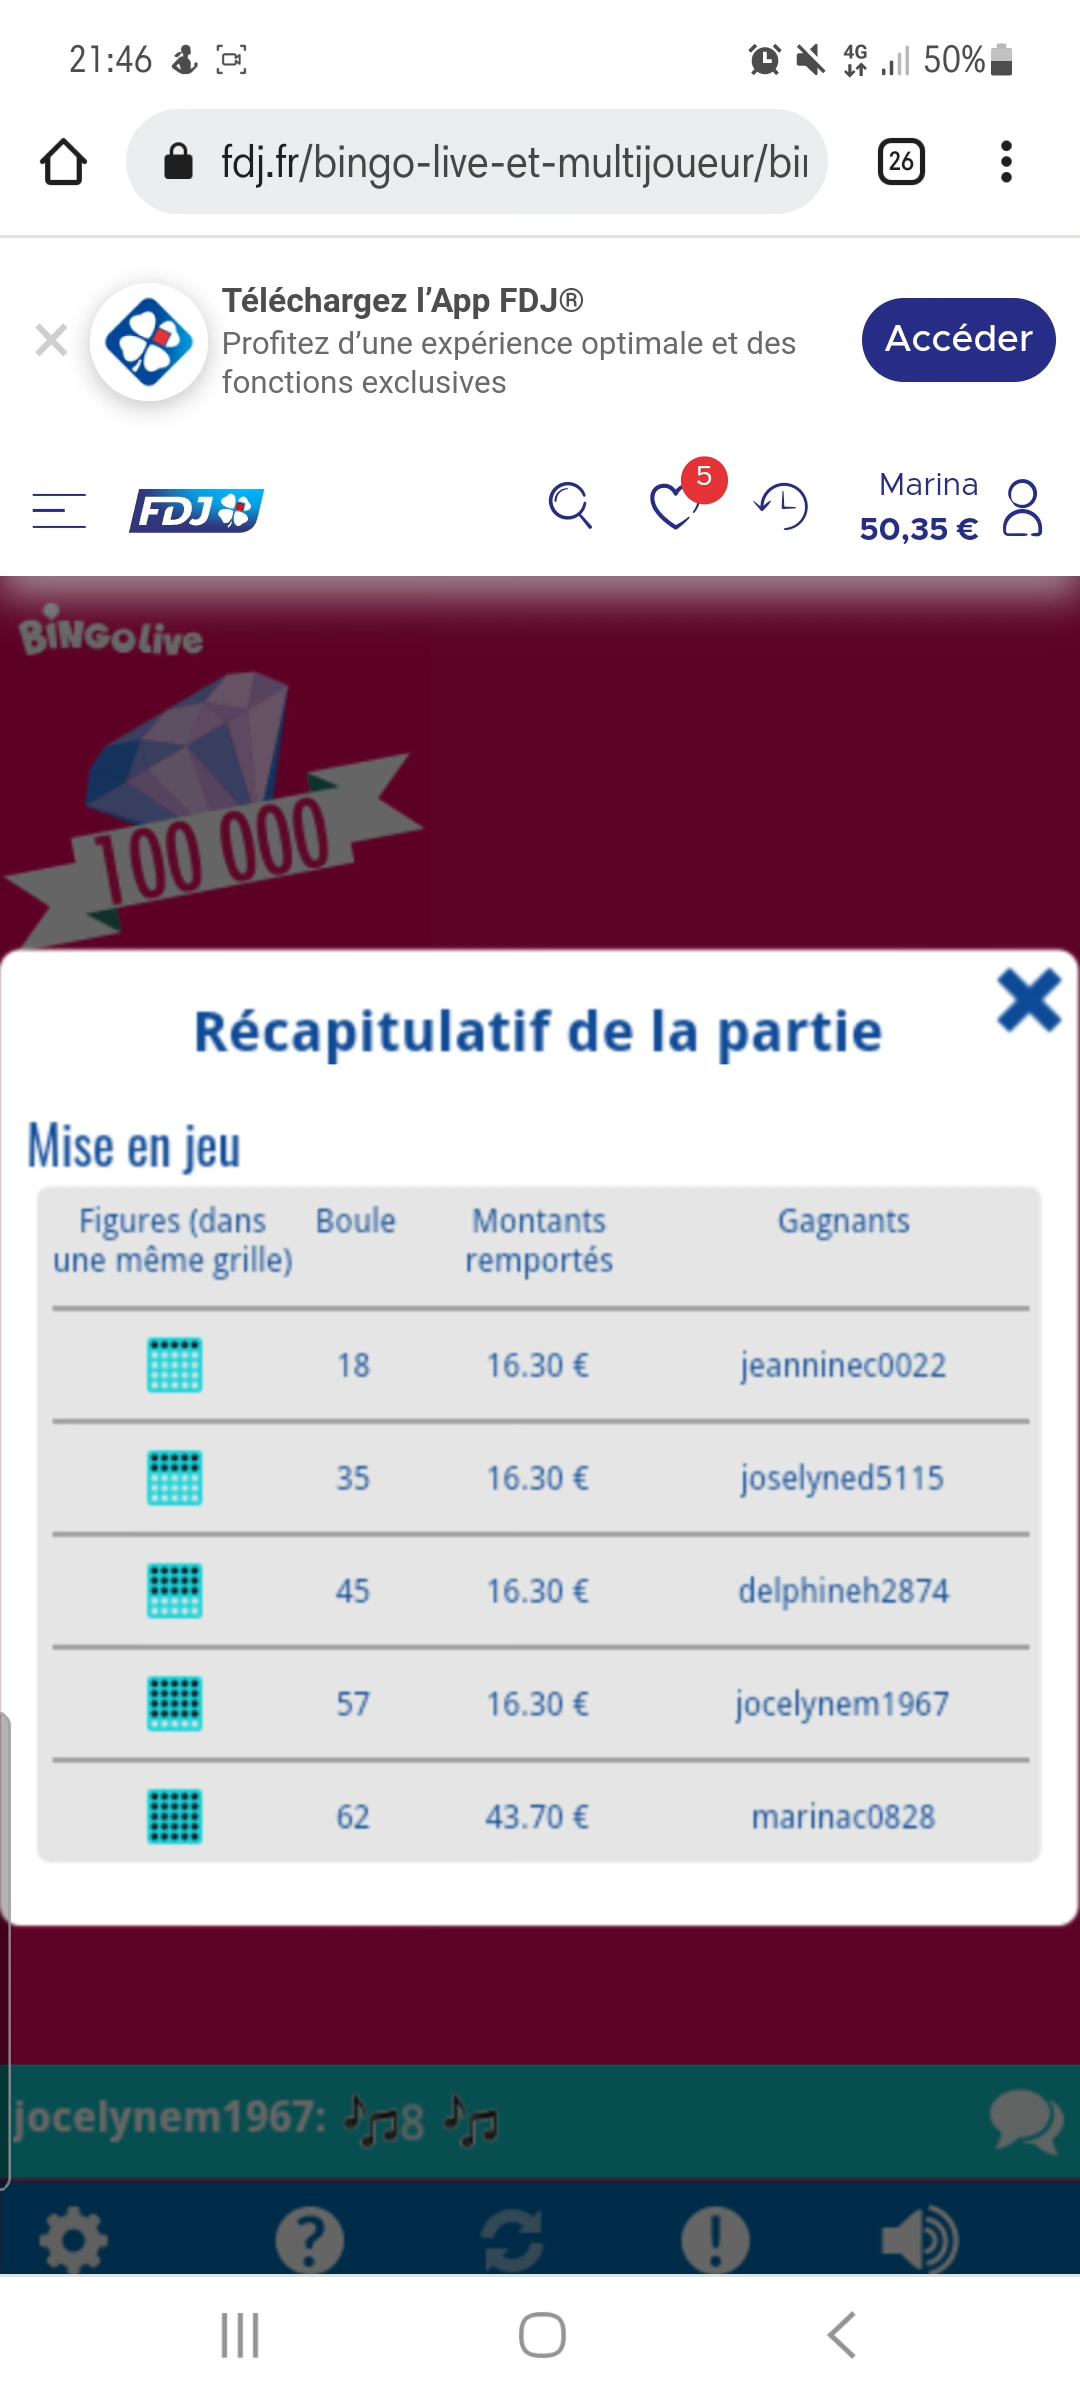 21:46
4G
50%
fdj.fr/bingo-live-et-multijoueur/bin
26
Téléchargez l’App FDJ®
Profitez d’une expérience optimale et des
fonctions exclusives
Accéder
FDJ
5
Marina
50,35 €
BiNGoLive
100 000
Récapitulatif de la partie
Mise en jeu
Figures (dans
une même grille)
Boule
Montants
remportés
Gagnants
18 16.30 € jeanninec0022
35 16.30 € joselyned5115
45 16.30 € delphineh2874
57 16.30 € jocelynem1967
62 43.70 € marinac0828
jocelynem1967: 🎶8 🎶